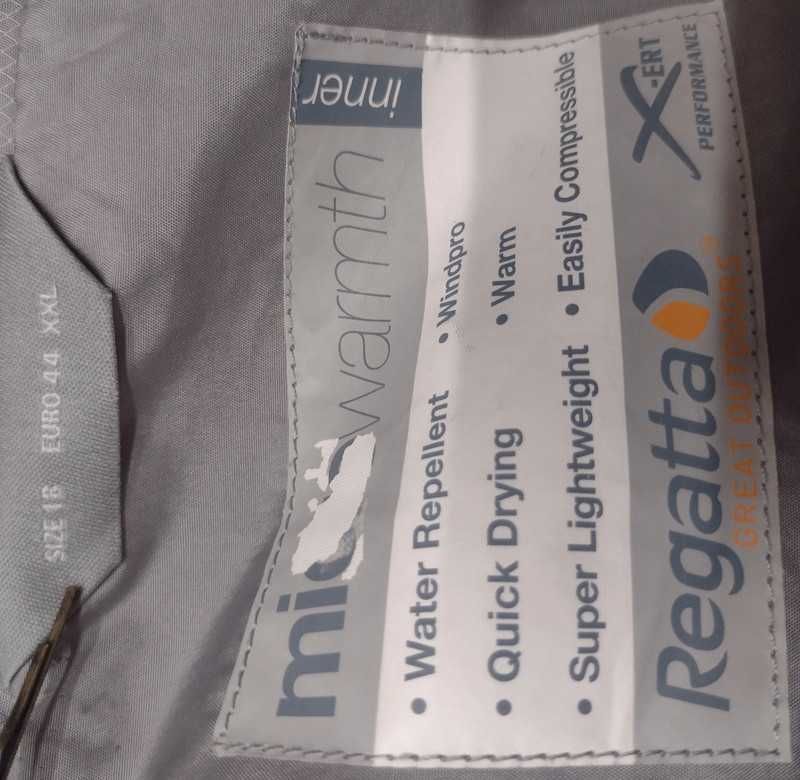 SIZE 18 EURO 44 XXL
warmth inner
inner
• Water Repellent • Windpro
• Quick Drying • Warm
• Super Lightweight • Easily Compressible
Regatta
GREAT OUTDOORS
X-ERT
PERFORMANCE